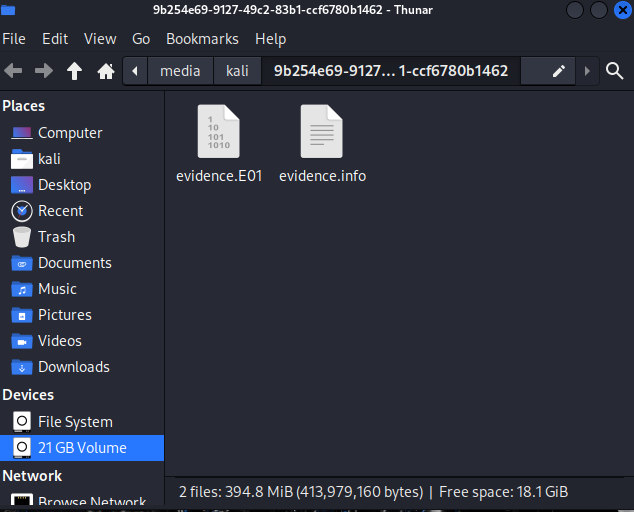 9b254e69-9127-49c2-83b1-ccf6780b1462 - Thunar
File Edit View Go Bookmarks Help
media kali 9b254e69-9127... 1-ccf6780b1462
Places
Computer
kali
Desktop
Recent
Trash
Documents
Music
Pictures
Videos
Downloads
Devices
File System
21 GB Volume
Network
Browse Network
1
10
101
1010
evidence.E01 evidence.info
2 files: 394.8 MiB (413,979,160 bytes) | Free space: 18.1 GiB